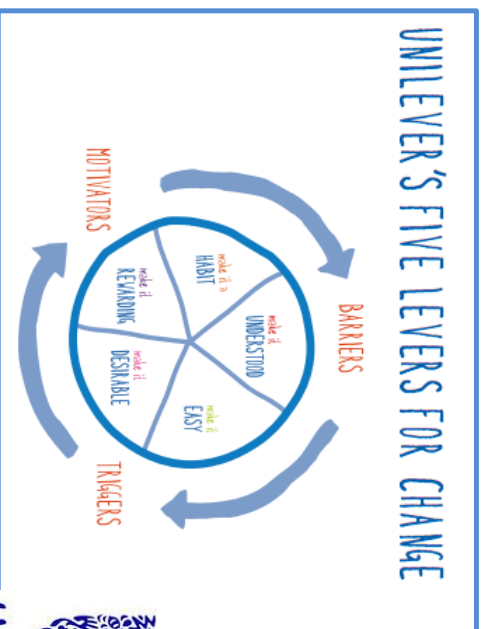 UNILEVER'S FIVE LEVERS FOR CHANGE
BARRIERS
make it
UNDERSTOOD
make it
EASY
make it
DESIRABLE
make it
REWARDING
make it a
HABIT
TRIGGERS
MOTIVATORS